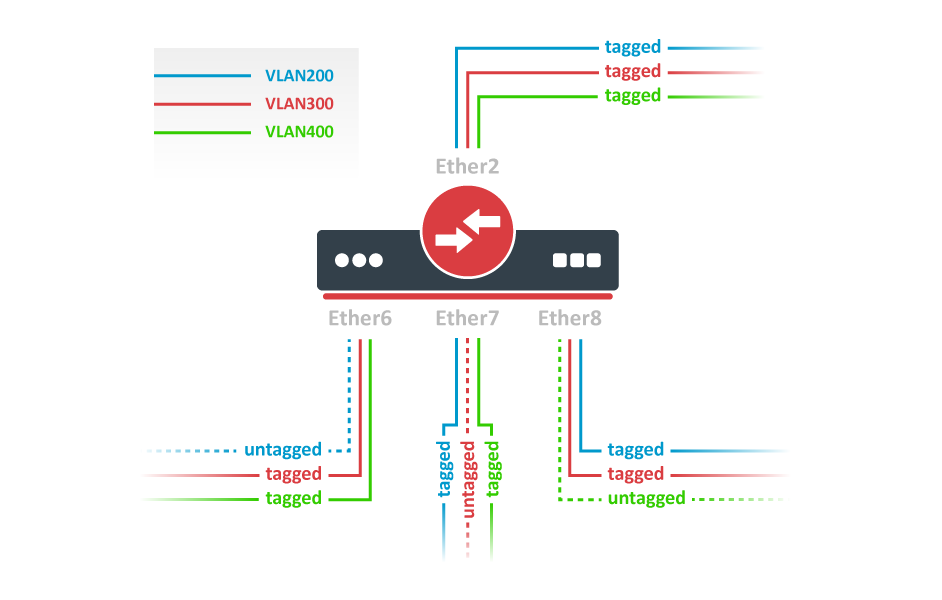 VLAN200
VLAN300
VLAN400
tagged
tagged
tagged
Ether2
Ether6
Ether7
Ether8
untagged
tagged
tagged
tagged
untagged
tagged
tagged
tagged
untagged